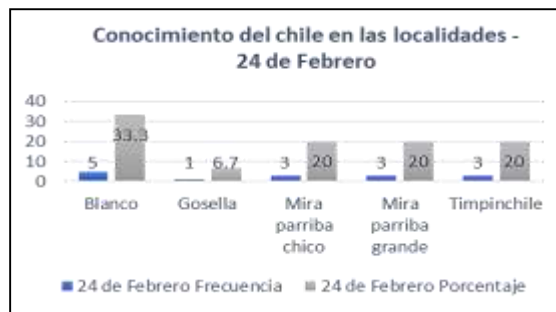 Conocimiento del chile en las localidades -
24 de Febrero
40
30
20
10
0
5
33.3
1
6.7
3
20
3
20
3
20
Blanco
Gosella
Mira
parriba
chico
Mira
parriba
grande
Timpinchile
24 de Febrero Frecuencia
24 de Febrero Porcentaje